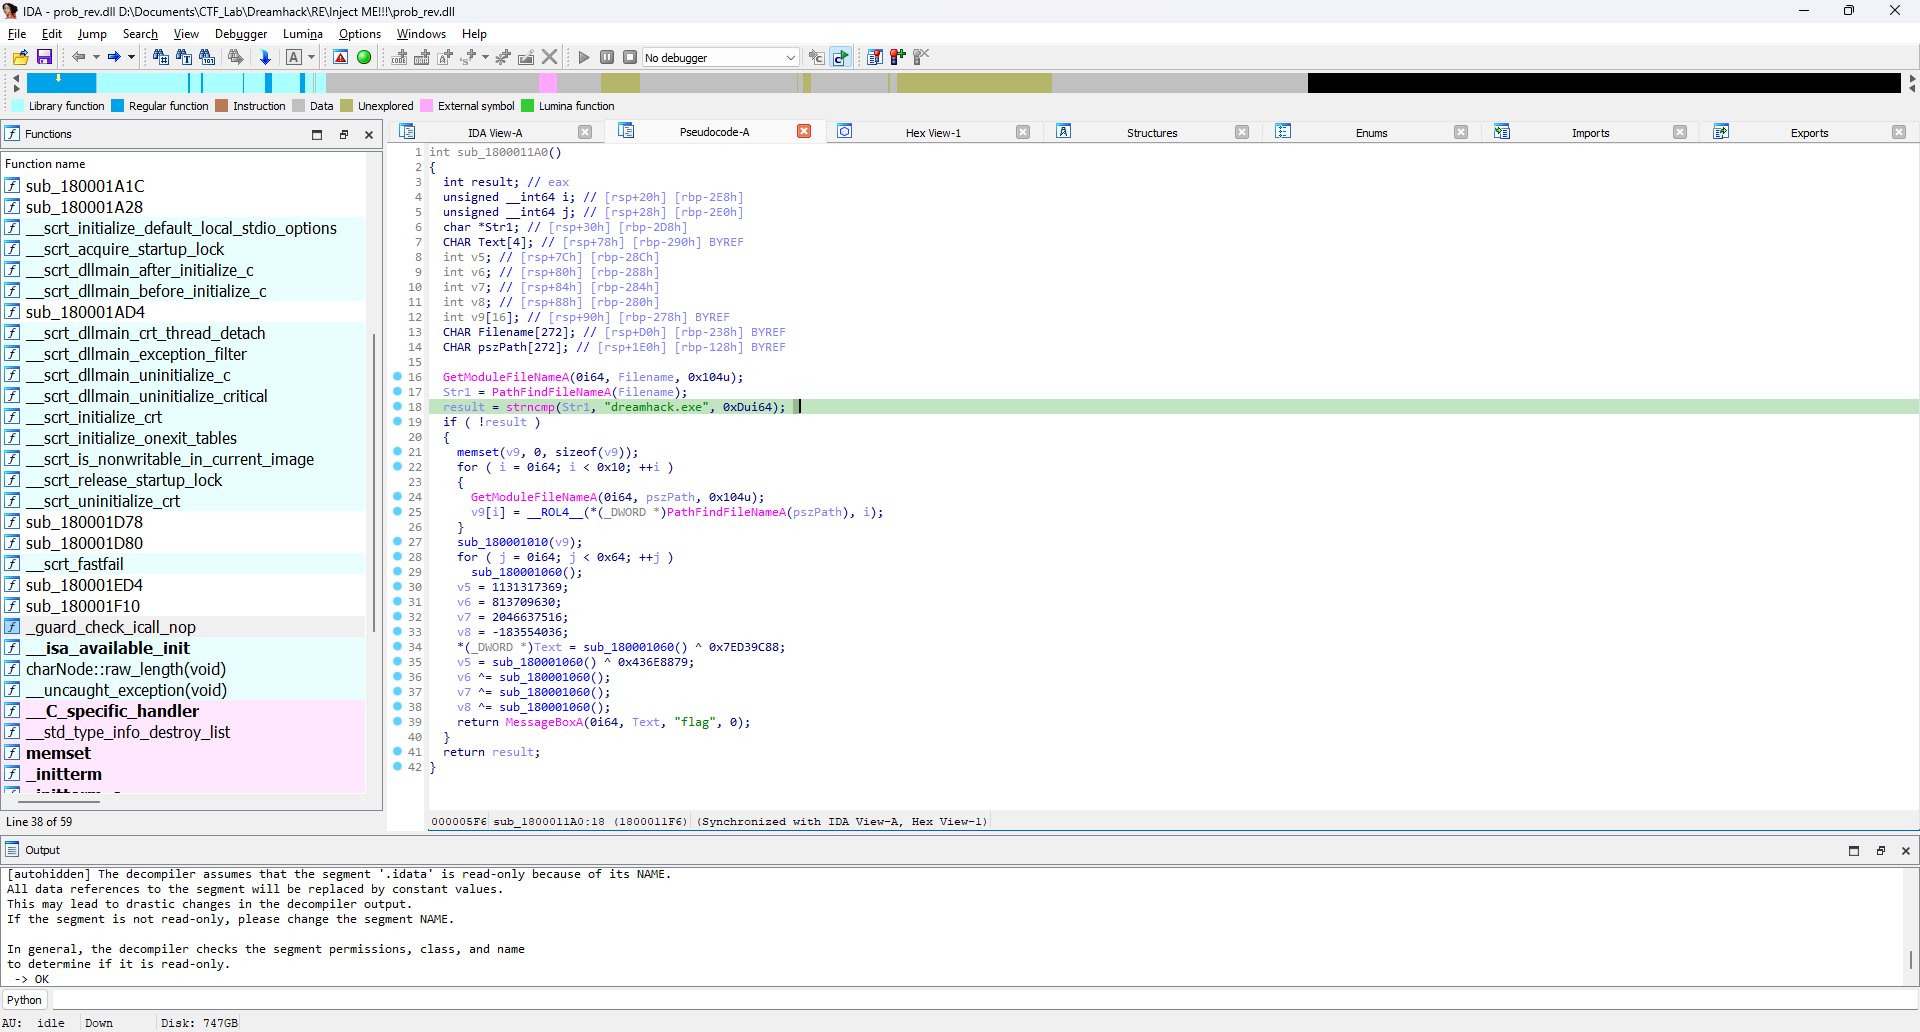 IDA - prob_rev.dll D:\Documents\CTF_Lab\Dreamhack\RE\Inject ME!!!\prob_rev.dll
File Edit Jump Search View Debugger Lumina Options Windows Help
No debugger
Library function Regular function Instruction Data Unexplored External symbol Lumina function
Functions
IDA View-A Pseudocode-A Hex View-1 Structures Enums Imports Exports
Function name
sub_180001A1C
sub_180001A28
__scrt_initialize_default_local_stdio_options
__scrt_acquire_startup_lock
__scrt_dllmain_after_initialize_c
__scrt_dllmain_before_initialize_c
sub_180001AD4
__scrt_dllmain_crt_thread_detach
__scrt_dllmain_exception_filter
__scrt_dllmain_uninitialize_c
__scrt_dllmain_uninitialize_critical
__scrt_initialize_crt
__scrt_initialize_onexit_tables
__scrt_is_nonwritable_in_current_image
__scrt_release_startup_lock
__scrt_uninitialize_crt
sub_180001D78
sub_180001D80
__scrt_fastfail
sub_180001ED4
sub_180001F10
_guard_check_icall_nop
__isa_available_init
charNode::raw_length(void)
__uncaught_exception(void)
__C_specific_handler
__std_type_info_destroy_list
memset
_initterm
Line 38 of 59
1 int sub_1800011A0()
2 {
3 int result; // eax
4 unsigned __int64 i; // [rsp+20h] [rbp-2E8h]
5 unsigned __int64 j; // [rsp+28h] [rbp-2E0h]
6 char *Str1; // [rsp+30h] [rbp-2D8h]
7 CHAR Text[4]; // [rsp+78h] [rbp-290h] BYREF
8 int v5; // [rsp+7Ch] [rbp-28Ch]
9 int v6; // [rsp+80h] [rbp-288h]
10 int v7; // [rsp+84h] [rbp-284h]
11 int v8; // [rsp+88h] [rbp-280h]
12 int v9[16]; // [rsp+90h] [rbp-278h] BYREF
13 CHAR Filename[272]; // [rsp+D0h] [rbp-238h] BYREF
14 CHAR pszPath[272]; // [rsp+1E0h] [rbp-128h] BYREF
15
16 GetModuleFileNameA(0i64, Filename, 0x104u);
17 Str1 = PathFindFileNameA(Filename);
18 result = strncmp(Str1, "dreamhack.exe", 0xDui64);
19 if ( !result )
20 {
21 memset(v9, 0, sizeof(v9));
22 for ( i = 0i64; i < 0x10; ++i )
23 {
24 GetModuleFileNameA(0i64, pszPath, 0x104u);
25 v9[i] = __ROL4__(*(_DWORD *)PathFindFileNameA(pszPath), i);
26 }
27 sub_180001010(v9);
28 for ( j = 0i64; j < 0x64; ++j )
29 sub_180001060();
30 v5 = 1131317369;
31 v6 = 813709630;
32 v7 = 2046637516;
33 v8 = -183554036;
34 *(_DWORD *)Text = sub_180001060() ^ 0x7ED39C88;
35 v5 = sub_180001060() ^ 0x436E8879;
36 v6 ^= sub_180001060();
37 v7 ^= sub_180001060();
38 v8 ^= sub_180001060();
39 return MessageBoxA(0i64, Text, "flag", 0);
40 }
41 return result;
42 }
000005F6 sub_1800011A0:18 (1800011F6) (Synchronized with IDA View-A, Hex View-1)
Output
[autohidden] The decompiler assumes that the segment '.idata' is read-only because of its NAME.
All data references to the segment will be replaced by constant values.
This may lead to drastic changes in the decompiler output.
If the segment is not read-only, please change the segment NAME.
In general, the decompiler checks the segment permissions, class, and name
to determine if it is read-only.
-> OK
Python
AU: idle Down Disk: 747GB